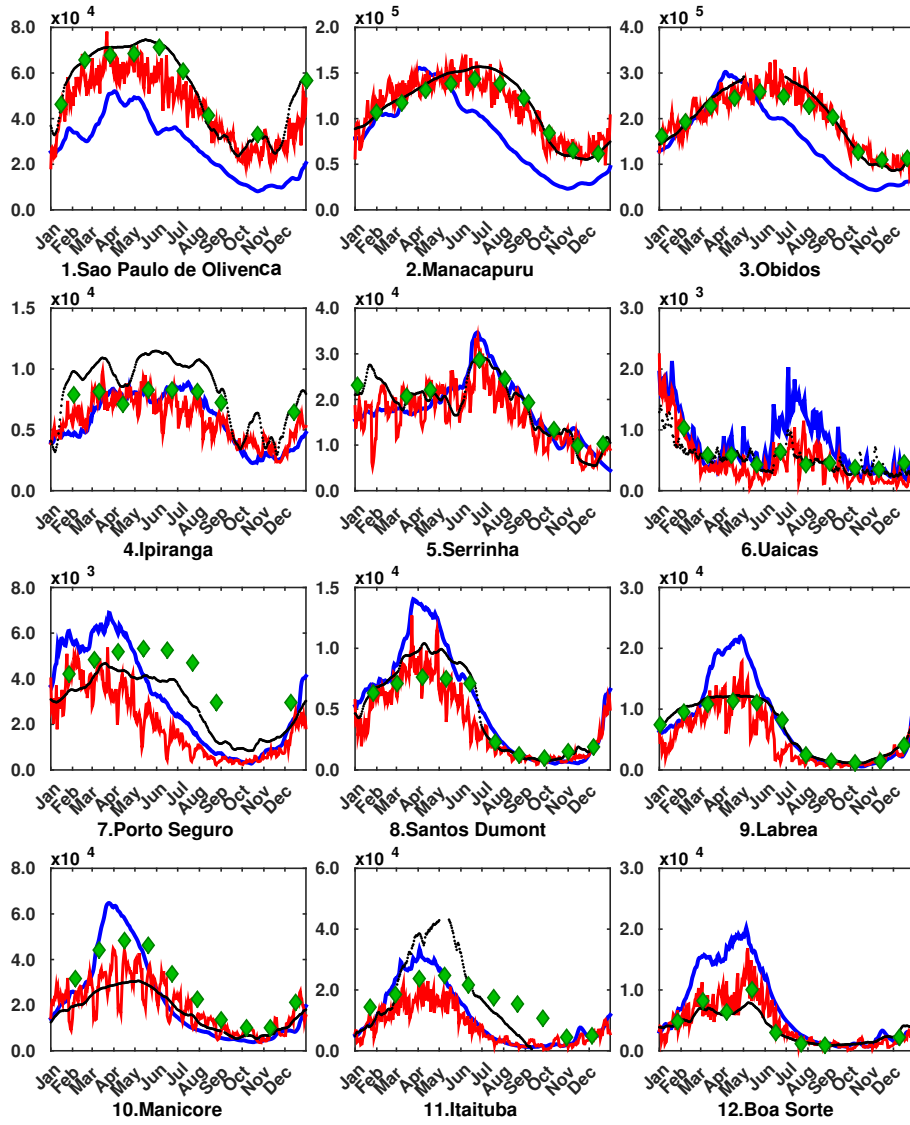 x10 4
8.0
6.0
4.0
2.0
0.0
Jan Feb Mar Apr May Jun Jul Aug Sep Oct Nov Dec
1.Sao Paulo de Olivenca
x10 5
2.0
1.5
1.0
0.5
0.0
Jan Feb Mar Apr May Jun Jul Aug Sep Oct Nov Dec
2.Manacapuru
x10 5
4.0
3.0
2.0
1.0
0.0
Jan Feb Mar Apr May Jun Jul Aug Sep Oct Nov Dec
3.Obidos
x10 4
1.5
1.0
0.5
0.0
Jan Feb Mar Apr May Jun Jul Aug Sep Oct Nov Dec
4.Ipiranga
x10 4
4.0
3.0
2.0
1.0
0.0
Jan Feb Mar Apr May Jun Jul Aug Sep Oct Nov Dec
5.Serrinha
x10 3
3.0
2.0
1.0
0.0
Jan Feb Mar Apr May Jun Jul Aug Sep Oct Nov Dec
6.Uaicas
x10 3
8.0
6.0
4.0
2.0
0.0
Jan Feb Mar Apr May Jun Jul Aug Sep Oct Nov Dec
7.Porto Seguro
x10 4
1.5
1.0
0.5
0.0
Jan Feb Mar Apr May Jun Jul Aug Sep Oct Nov Dec
8.Santos Dumont
x10 4
3.0
2.0
1.0
0.0
Jan Feb Mar Apr May Jun Jul Aug Sep Oct Nov Dec
9.Labrea
x10 4
8.0
6.0
4.0
2.0
0.0
Jan Feb Mar Apr May Jun Jul Aug Sep Oct Nov Dec
10.Manicore
x10 4
6.0
4.0
2.0
0.0
Jan Feb Mar Apr May Jun Jul Aug Sep Oct Nov Dec
11.Itaituba
x10 4
3.0
2.0
1.0
0.0
Jan Feb Mar Apr May Jun Jul Aug Sep Oct Nov Dec
12.Boa Sorte